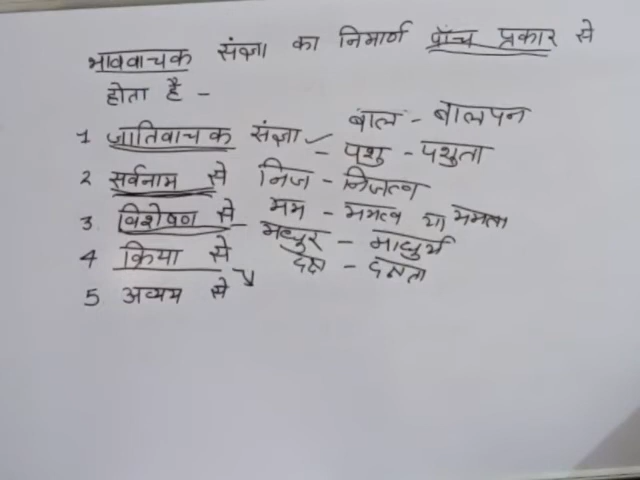 भाववाचक संज्ञा का निमार्ण पाँच प्रकार से
होता है -
बाल - बालपन
1 जातिवाचक संज्ञा - पशु - पशुता
2 सर्वनाम से निज - निजत्व
मम - ममत्व या ममता
3. विशेषण से - मधुर - माधुर्य
4 क्रिया से दक्ष - दक्षता
5 अव्यय से